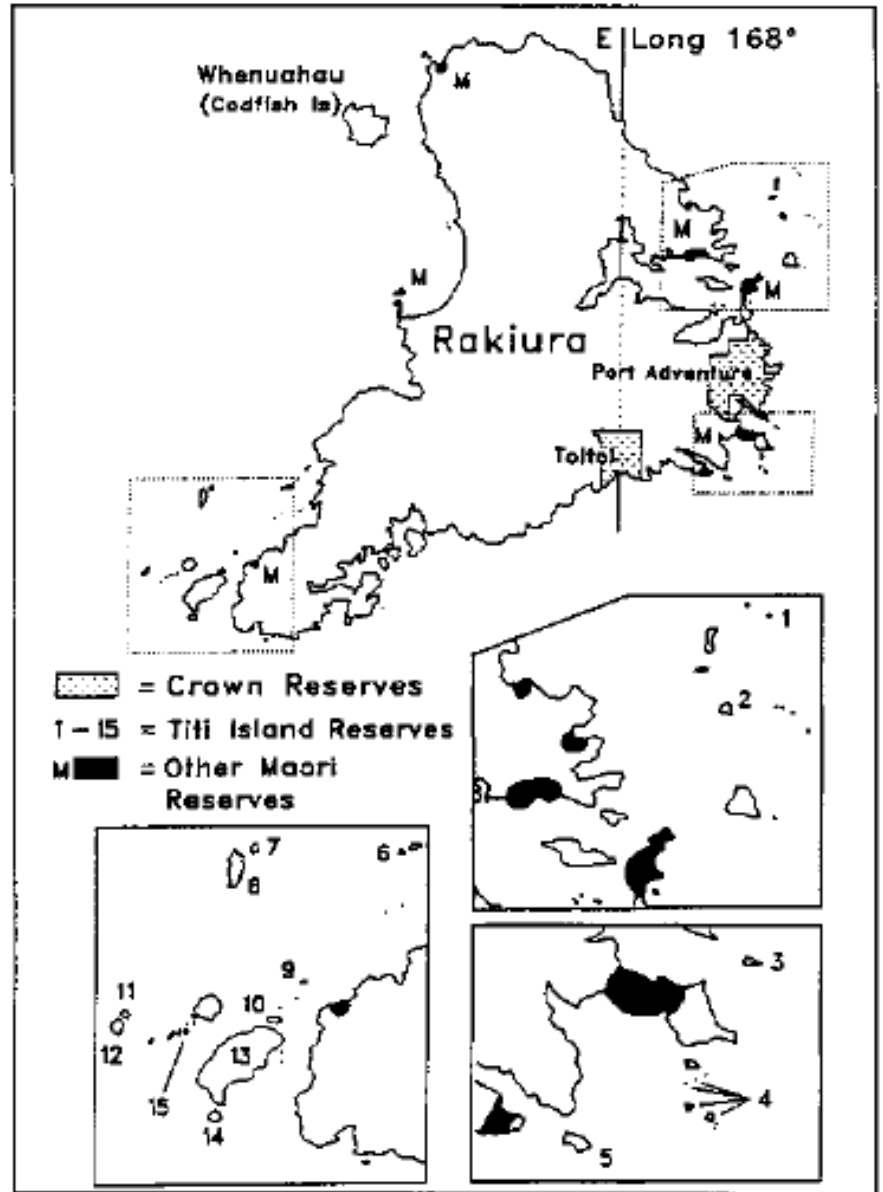 E Long 168°
Whenuahau
(Codfish Is)
M
M
M
M
Rakiura
Port Adventure
M
Toitoi
M
= Crown Reserves
1-15 = Titi Island Reserves
M = Other Maori
Reserves
1
2
7
6
8
9
11
10
12
13
15
14
3
4
5